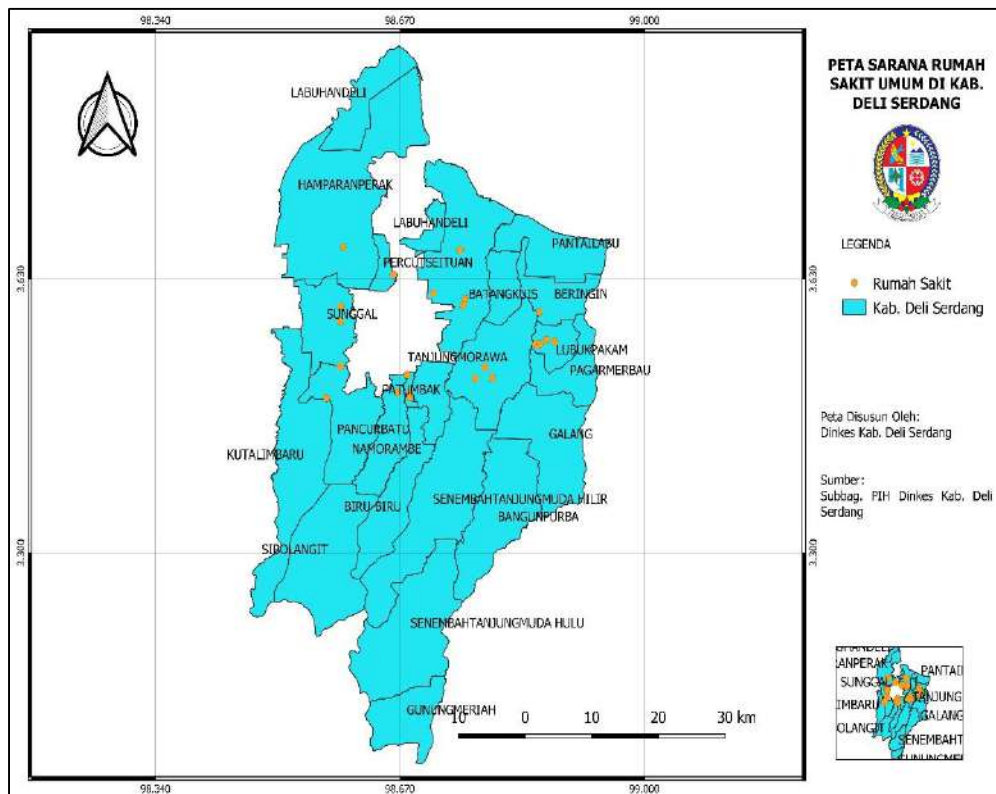 98.340
98.670
99.000
PETA SARANA RUMAH
SAKIT UMUM DI KAB.
DELI SERDANG
LEGENDA
Rumah Sakit
Kab. Deli Serdang
Peta Disusun Oleh:
Dinkes Kab. Deli Serdang
Sumber:
Subbag. PIH Dinkes Kab. Deli
Serdang
LABUHANDELI
HAMPARANPERAK
LABUHANDELI
PANTAILABU
PERCUTSEITUAN
BATANGKUIS
BERINGIN
SUNGGAL
TANJUNGMORAWA
LUBUKPAKAM
PAGARMERBAU
PATUMBAK
PANCURBATU
GALANG
NAMORAMBE
KUTALIMBARU
BIRU-BIRU
SENEMBAHTANJUNGMUDA HILIR
BANGUNPURBA
SIBOLANGIT
SENEMBAHTANJUNGMUDA HULU
GUNUNGMERIAH
3.630
3.300
3.630
3.300
10 0 10 20 30 km
98.340
98.670
99.000
RANPERAK
PANTAI
SUNGGAL
TANJUNG
IMBARU
GALANG
OLANGIT
SENEMBAHT